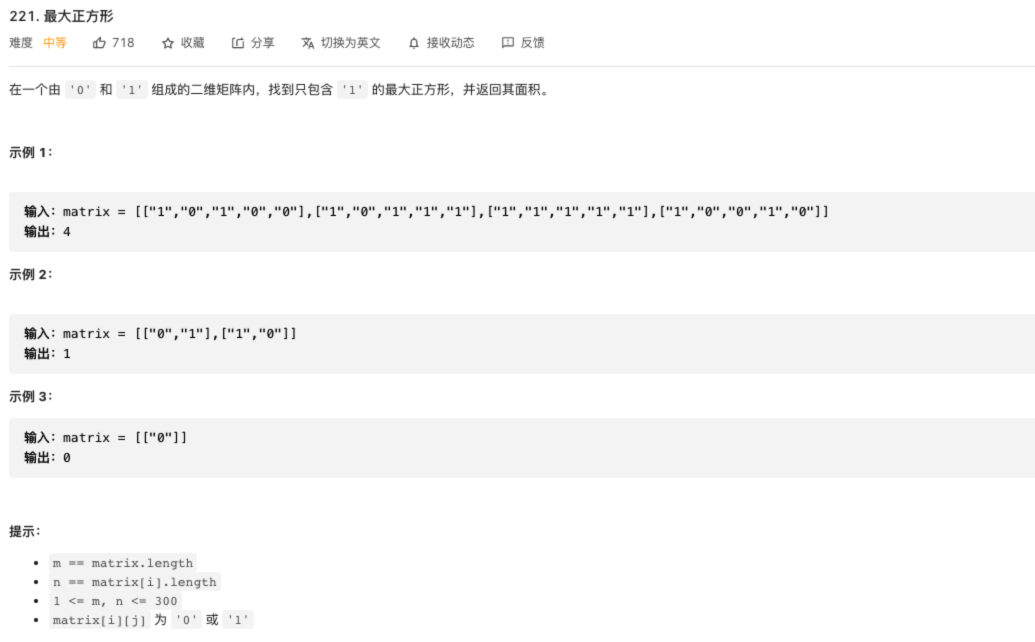 221. 最大正方形
难度 中等 718 收藏 分享 切换为英文 接收动态 反馈
在一个由 '0' 和 '1' 组成的二维矩阵内，找到只包含 '1' 的最大正方形，并返回其面积。
示例 1：
输入：matrix = [["1","0","1","0","0"],["1","0","1","1","1"],["1","1","1","1","1"],["1","0","0","1","0"]]
输出：4
示例 2：
输入：matrix = [["0","1"],["1","0"]]
输出：1
示例 3：
输入：matrix = [["0"]]
输出：0
提示：
m == matrix.length
n == matrix[i].length
1 <= m, n <= 300
matrix[i][j] 为 '0' 或 '1'